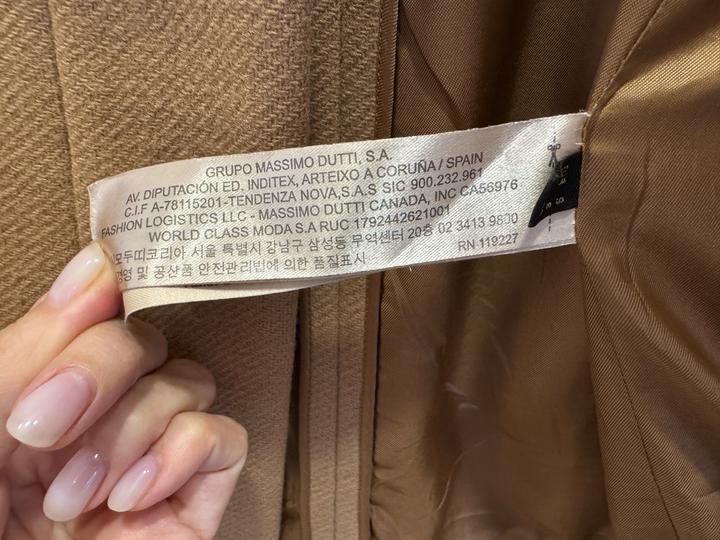 GRUPO MASSIMO DUTTI, S.A.
AV. DIPUTACIÓN ED. INDITEX, ARTEIXO A CORUÑA / SPAIN
C.I.F A-78115201-TENDENZA NOVA,S.A.S SIC 900.232.961
FASHION LOGISTICS LLC - MASSIMO DUTTI CANADA, INC CA56976
WORLD CLASS MODA S.A RUC 1792442621001
모두띠코리아 서울 특별시 강남구 삼성동 무역센터 20층 02 3413 9800
경영 및 공산품 안전관리법에 의한 품질표시
RN 119227